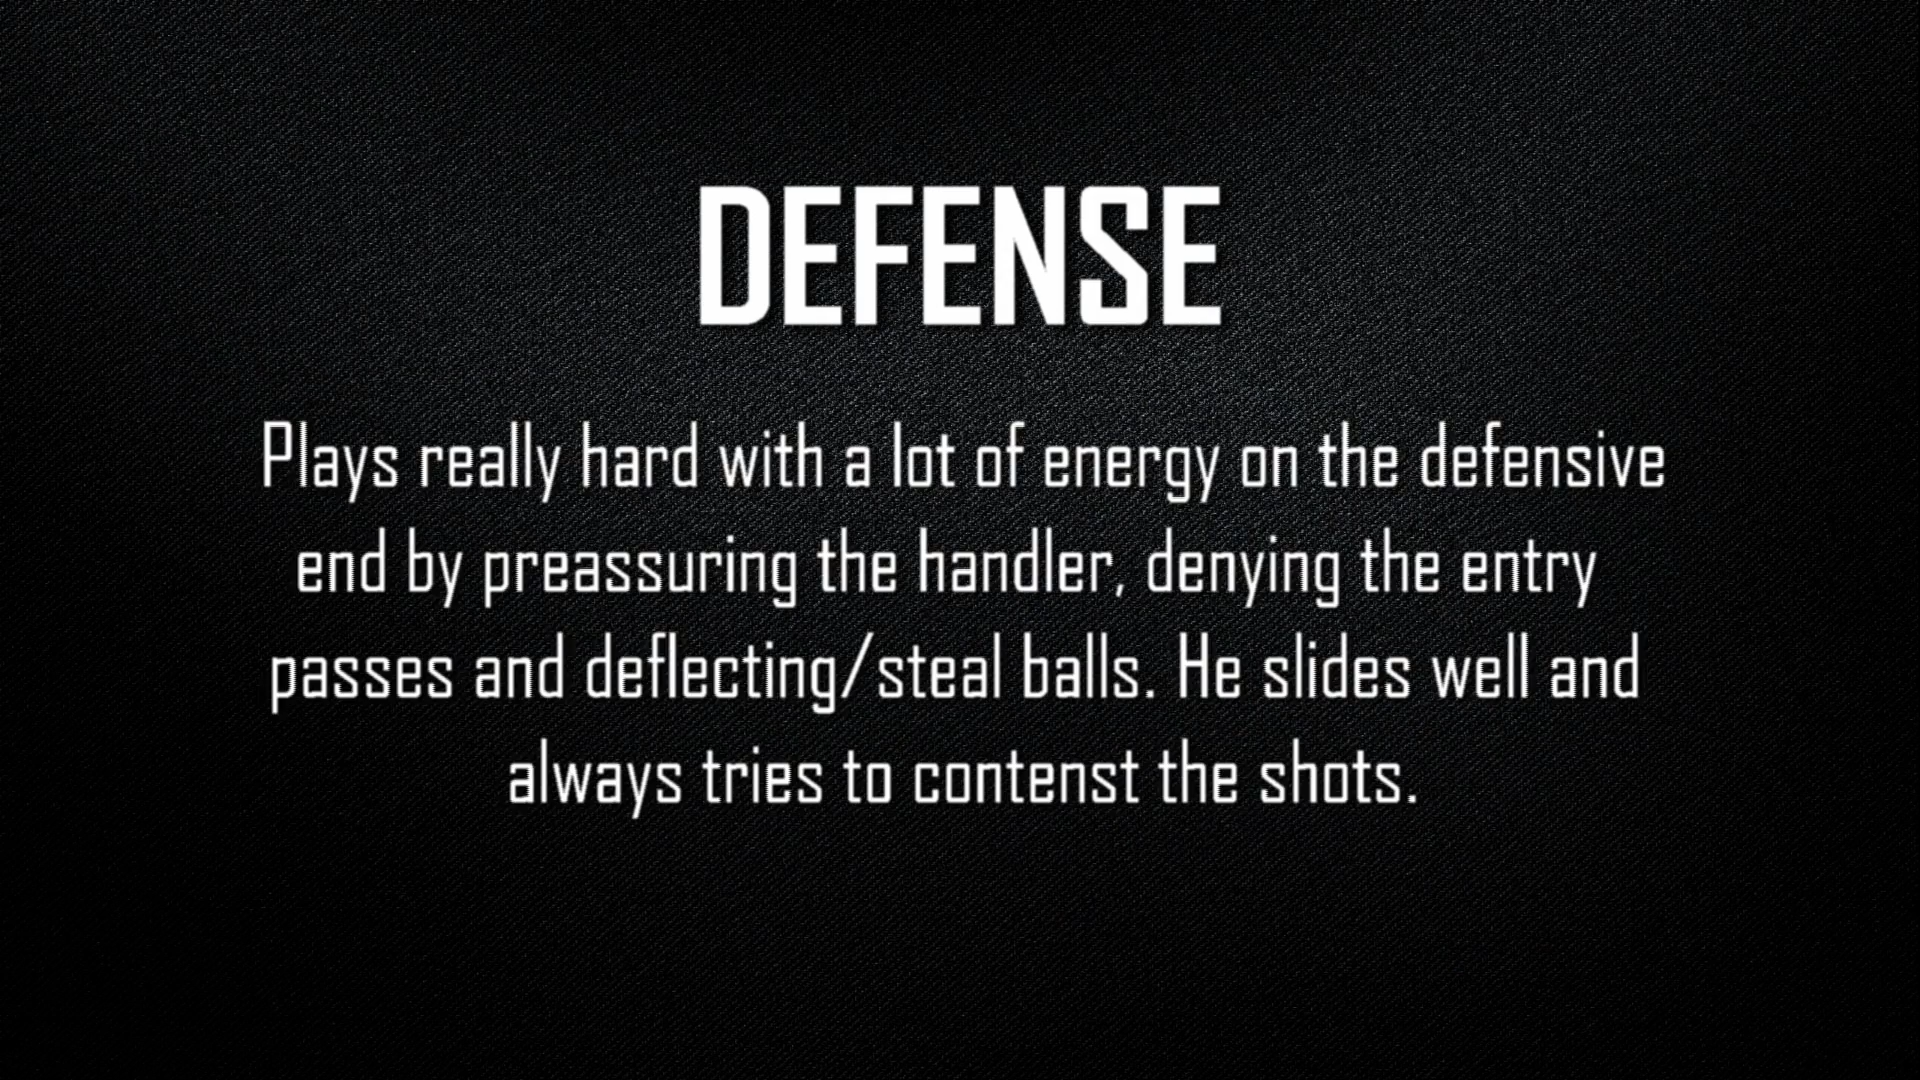 DEFENSE
Plays really hard with a lot of energy on the defensive
end by preassuring the handler, denying the entry
passes and deflecting/steal balls. He slides well and
always tries to contenst the shots.